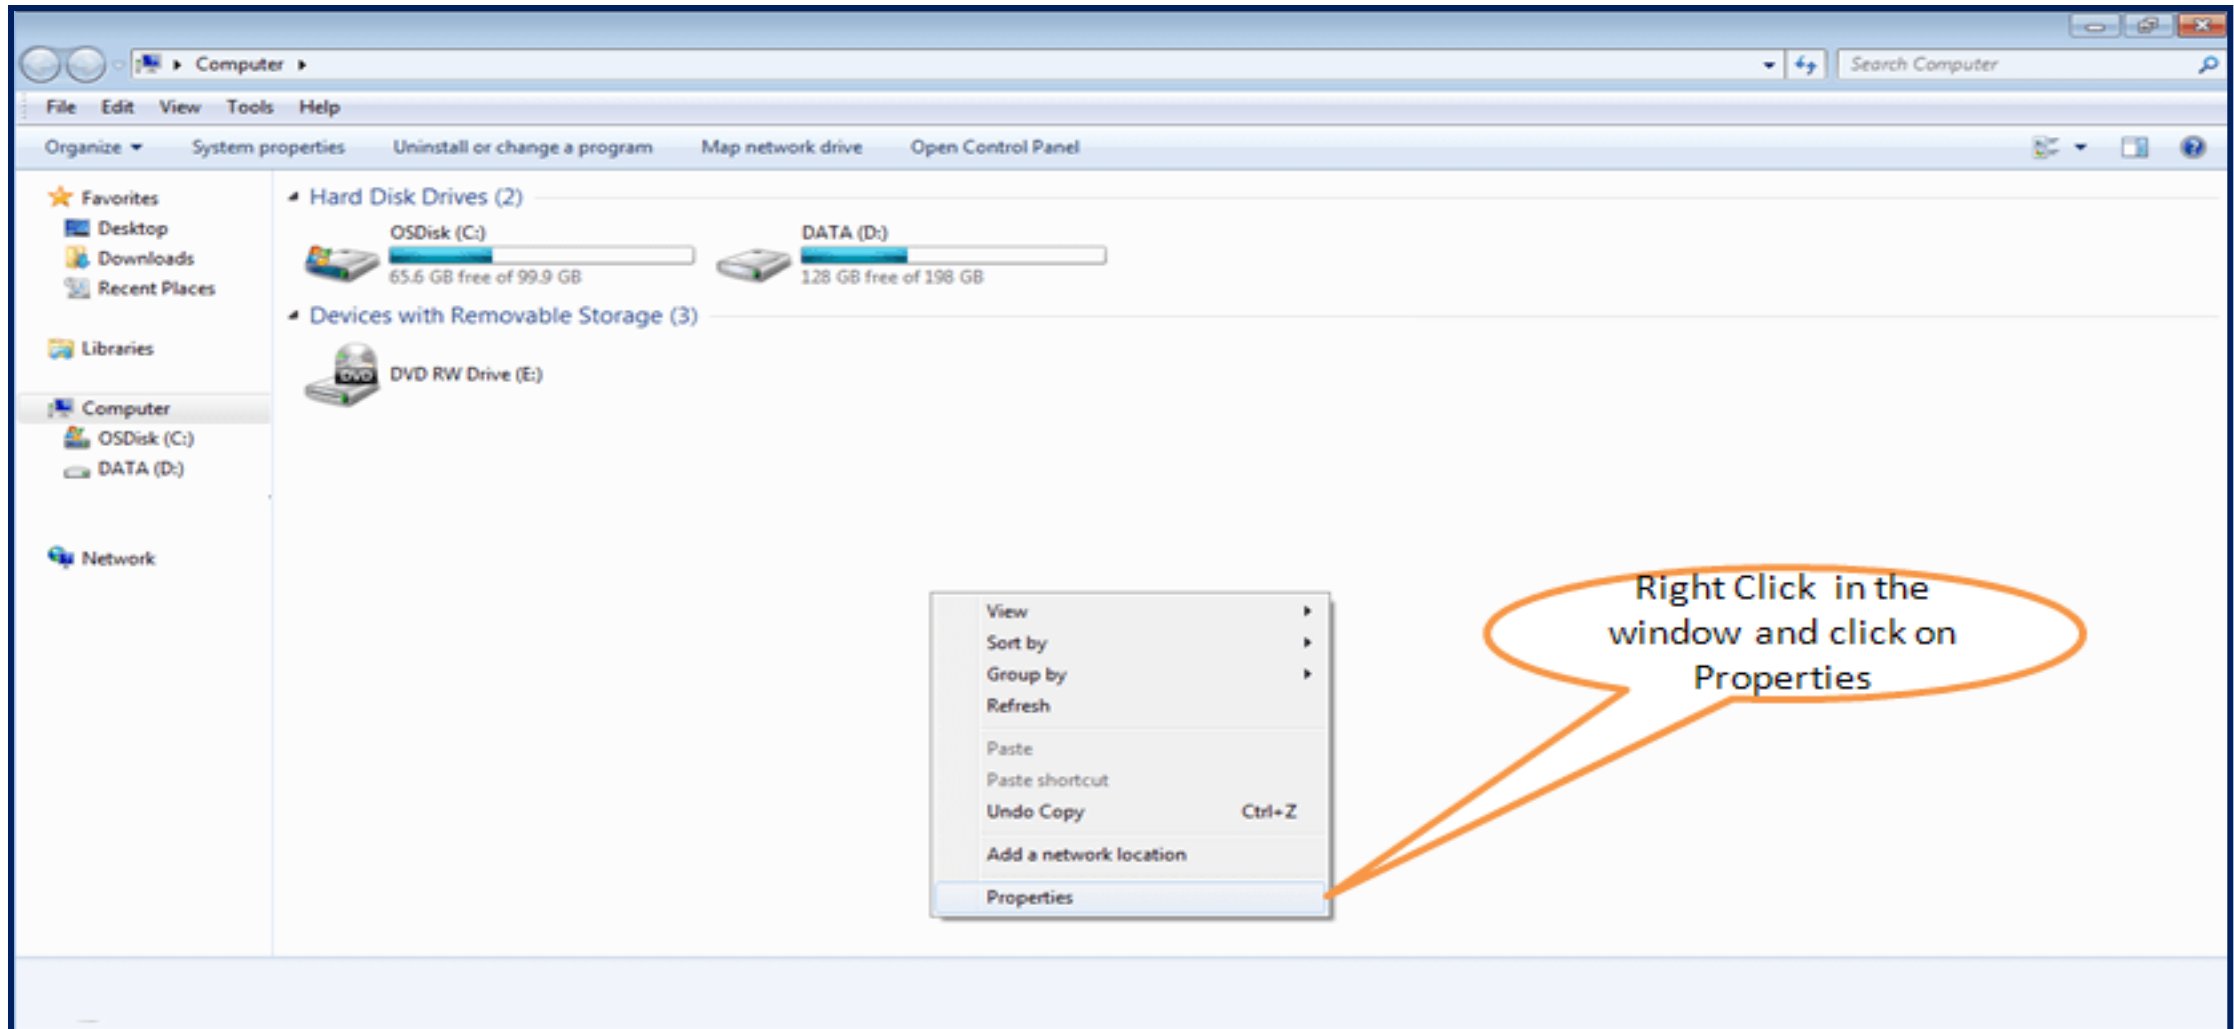 Computer
Search Computer
File Edit View Tools Help
Organize System properties Uninstall or change a program Map network drive Open Control Panel
Favorites
Desktop
Downloads
Recent Places
Libraries
Computer
OSDisk (C:)
DATA (D:)
Network
Hard Disk Drives (2)
OSDisk (C:)
65.6 GB free of 99.9 GB
DATA (D:)
128 GB free of 198 GB
Devices with Removable Storage (3)
DVD
DVD RW Drive (E:)
View
Sort by
Group by
Refresh
Paste
Paste shortcut
Undo Copy Ctrl+Z
Add a network location
Properties
Right Click in the
window and click on
Properties